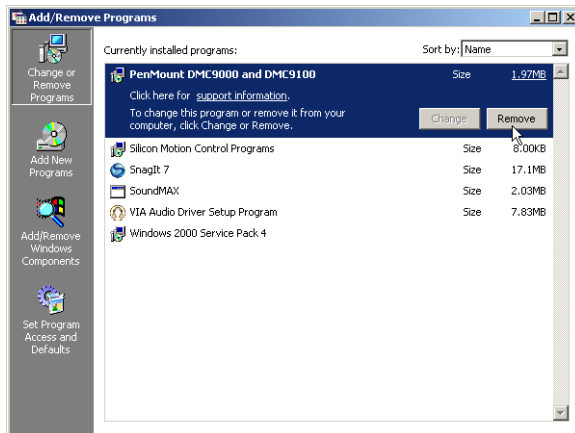 Add/Remove Programs
Change or
Remove
Programs
Add New
Programs
Add/Remove
Windows
Components
Set Program
Access and
Defaults
Currently installed programs:
Sort by: Name
PenMount DMC9000 and DMC9100 Size 1.97MB
Click here for support information.
To change this program or remove it from your
computer, click Change or Remove.
Change Remove
Silicon Motion Control Programs Size 8.00KB
SnagIt 7 Size 17.1MB
SoundMAX Size 2.03MB
VIA Audio Driver Setup Program Size 7.83MB
Windows 2000 Service Pack 4